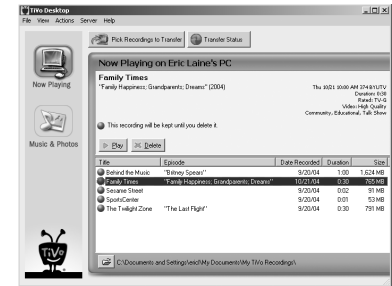 TiVo Desktop
File View Actions Server Help
Pick Recordings to Transfer Transfer Status
Now Playing
Music & Photos
TiVo
Now Playing on Eric Laine's PC
Family Times
"Family Happiness; Grandparents; Dreams" (2004)
Thu 10/21 10:00 AM 374 BYUTV
Duration: 0:30
Rated: TV-G
Video: High Quality
Community, Educational, Talk Show
This recording will be kept until you delete it.
Play Delete
Title Episode Date Recorded Duration Size
Behind the Music "Britney Spears" 9/20/04 1:00 1,624 MB
Family Times "Family Happiness; Grandparents; Dreams" 10/21/04 0:30 765 MB
Sesame Street 9/20/04 0:02 91 MB
SportsCenter 9/20/04 0:01 53 MB
The Twilight Zone "The Last Flight" 9/20/04 0:30 791 MB
C:\Documents and Settings\ericl\My Documents\My TiVo Recordings\